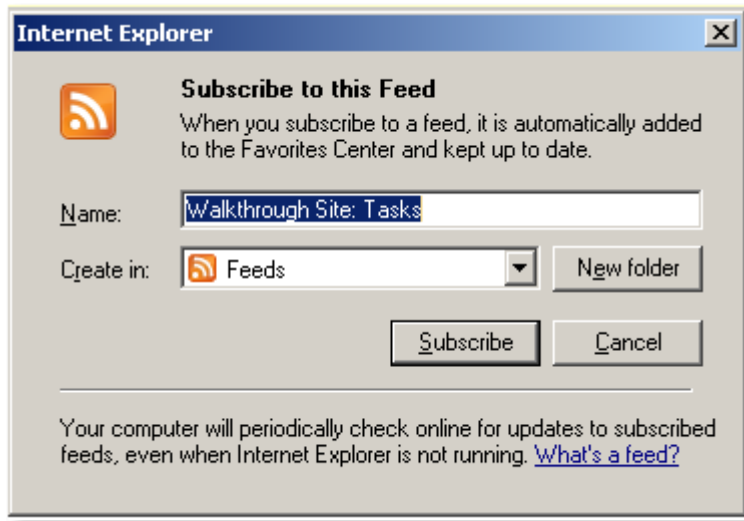 Internet Explorer
Subscribe to this Feed
When you subscribe to a feed, it is automatically added
to the Favorites Center and kept up to date.
Name: Walkthrough Site: Tasks
Create in: Feeds New folder
Subscribe Cancel
Your computer will periodically check online for updates to subscribed
feeds, even when Internet Explorer is not running. What's a feed?